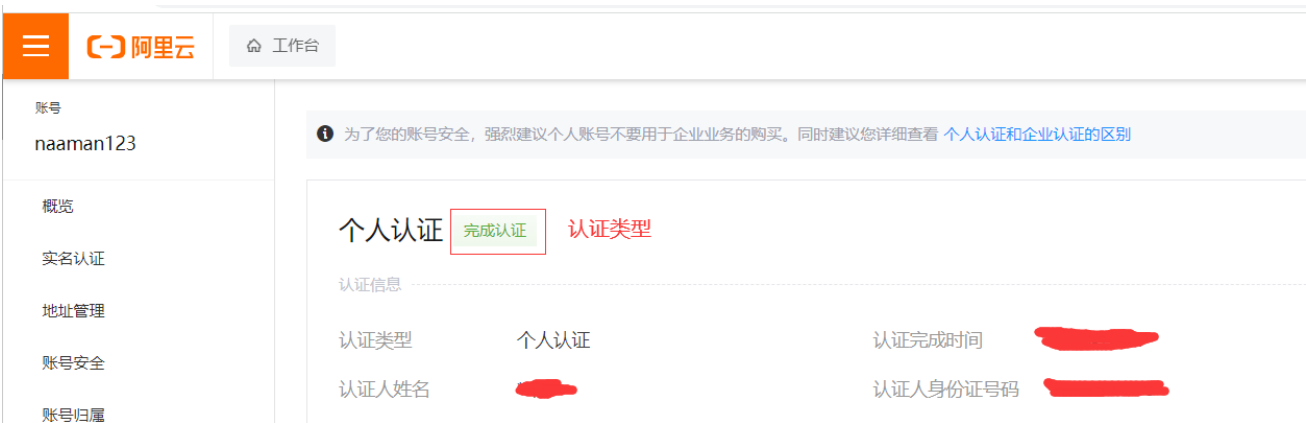 阿里云 工作台
账号
naaman123
为了您的账号安全，强烈建议个人账号不要用于企业业务的购买。同时建议您详细查看 个人认证和企业认证的区别
概览
个人认证 完成认证 认证类型
实名认证
认证信息
地址管理
认证类型 个人认证 认证完成时间
账号安全
认证人姓名 认证人身份证号码
账号归属